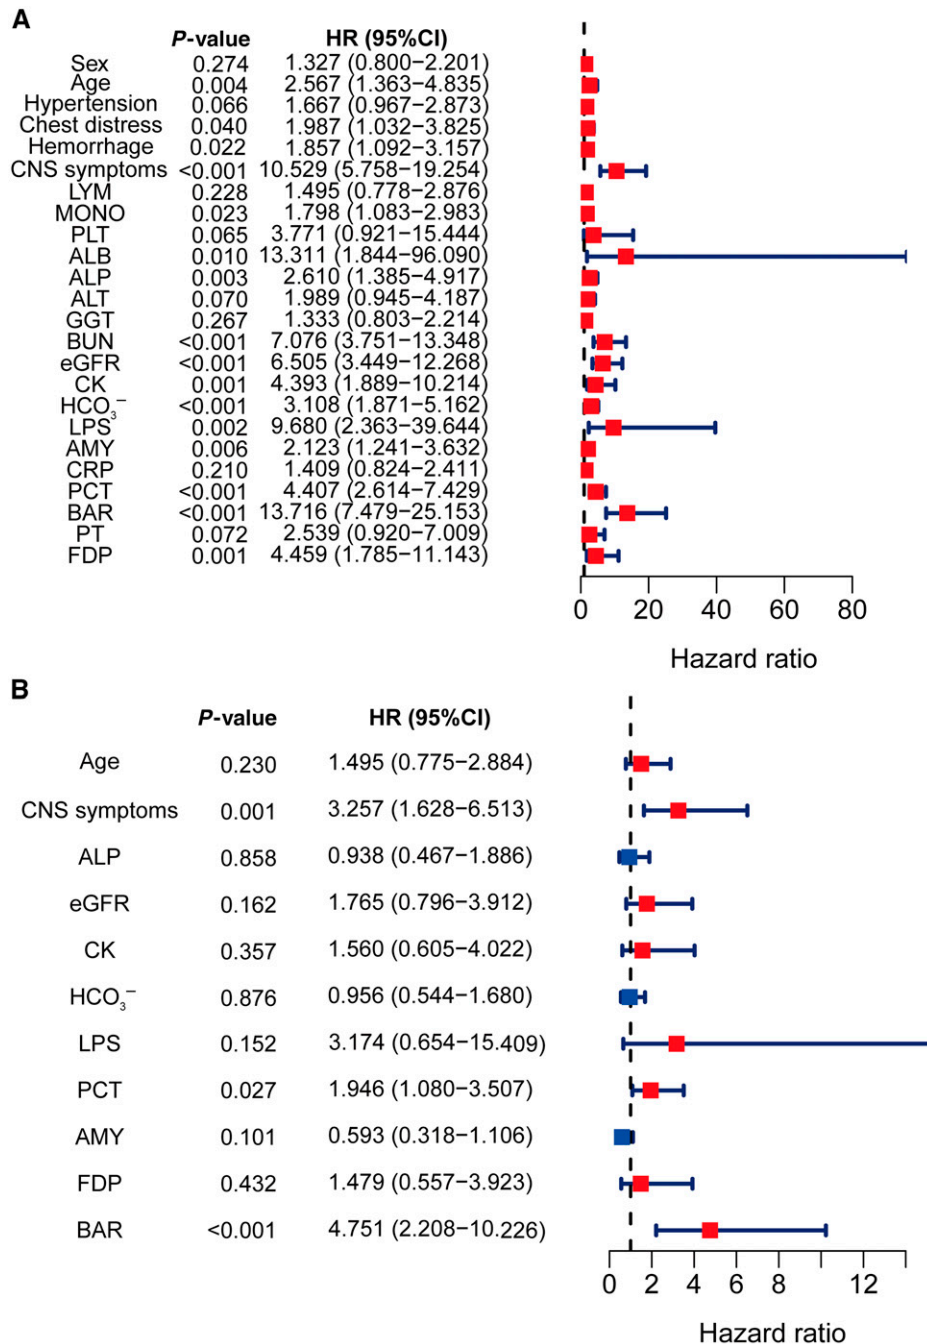 A
P-value HR (95%CI)
Sex 0.274 1.327 (0.800−2.201)
Age 0.004 2.567 (1.363−4.835)
Hypertension 0.066 1.667 (0.967−2.873)
Chest distress 0.040 1.987 (1.032−3.825)
Hemorrhage 0.022 1.857 (1.092−3.157)
CNS symptoms <0.001 10.529 (5.758−19.254)
LYM 0.228 1.495 (0.778−2.876)
MONO 0.023 1.798 (1.083−2.983)
PLT 0.065 3.771 (0.921−15.444)
ALB 0.010 13.311 (1.844−96.090)
ALP 0.003 2.610 (1.385−4.917)
ALT 0.070 1.989 (0.945−4.187)
GGT 0.267 1.333 (0.803−2.214)
BUN <0.001 7.076 (3.751−13.348)
eGFR <0.001 6.505 (3.449−12.268)
CK 0.001 4.393 (1.889−10.214)
HCO₃⁻ <0.001 3.108 (1.871−5.162)
LPS 0.002 9.680 (2.363−39.644)
AMY 0.006 2.123 (1.241−3.632)
CRP 0.210 1.409 (0.824−2.411)
PCT <0.001 4.407 (2.614−7.429)
BAR <0.001 13.716 (7.479−25.153)
PT 0.072 2.539 (0.920−7.009)
FDP 0.001 4.459 (1.785−11.143)
0 20 40 60 80
Hazard ratio
B
P-value HR (95%CI)
Age 0.230 1.495 (0.775−2.884)
CNS symptoms 0.001 3.257 (1.628−6.513)
ALP 0.858 0.938 (0.467−1.886)
eGFR 0.162 1.765 (0.796−3.912)
CK 0.357 1.560 (0.605−4.022)
HCO₃⁻ 0.876 0.956 (0.544−1.680)
LPS 0.152 3.174 (0.654−15.409)
PCT 0.027 1.946 (1.080−3.507)
AMY 0.101 0.593 (0.318−1.106)
FDP 0.432 1.479 (0.557−3.923)
BAR <0.001 4.751 (2.208−10.226)
0 2 4 6 8 12
Hazard ratio